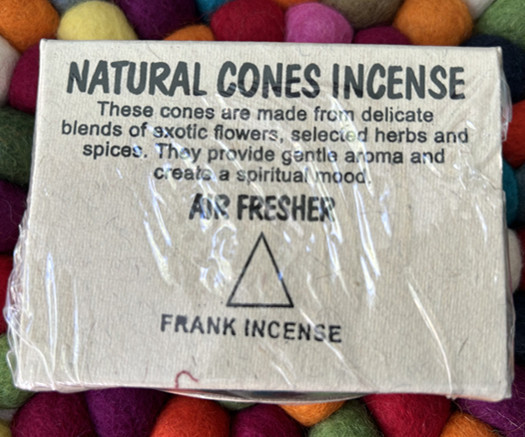 NATURAL CONES INCENSE
These cones are made from delicate
blends of exotic flowers, selected herbs and
spices. They provide gentle aroma and
create a spiritual mood.
AIR FRESHER
FRANK INCENSE